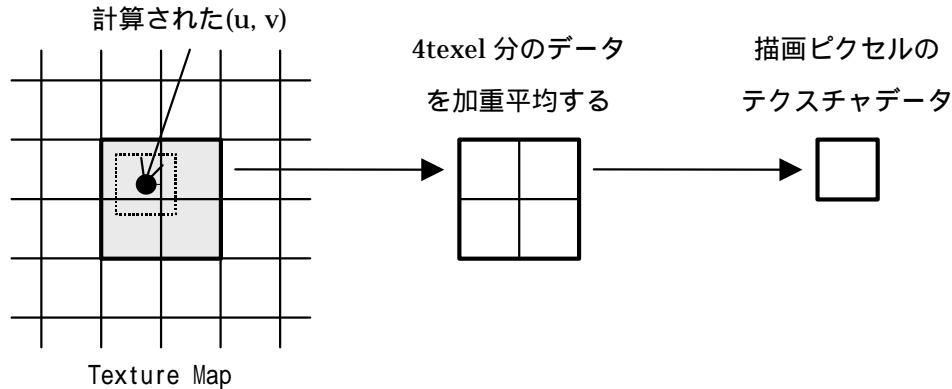 計算された(u, v)
4texel 分のデータ
を加重平均する
描画ピクセルの
テクスチャデータ
Texture Map